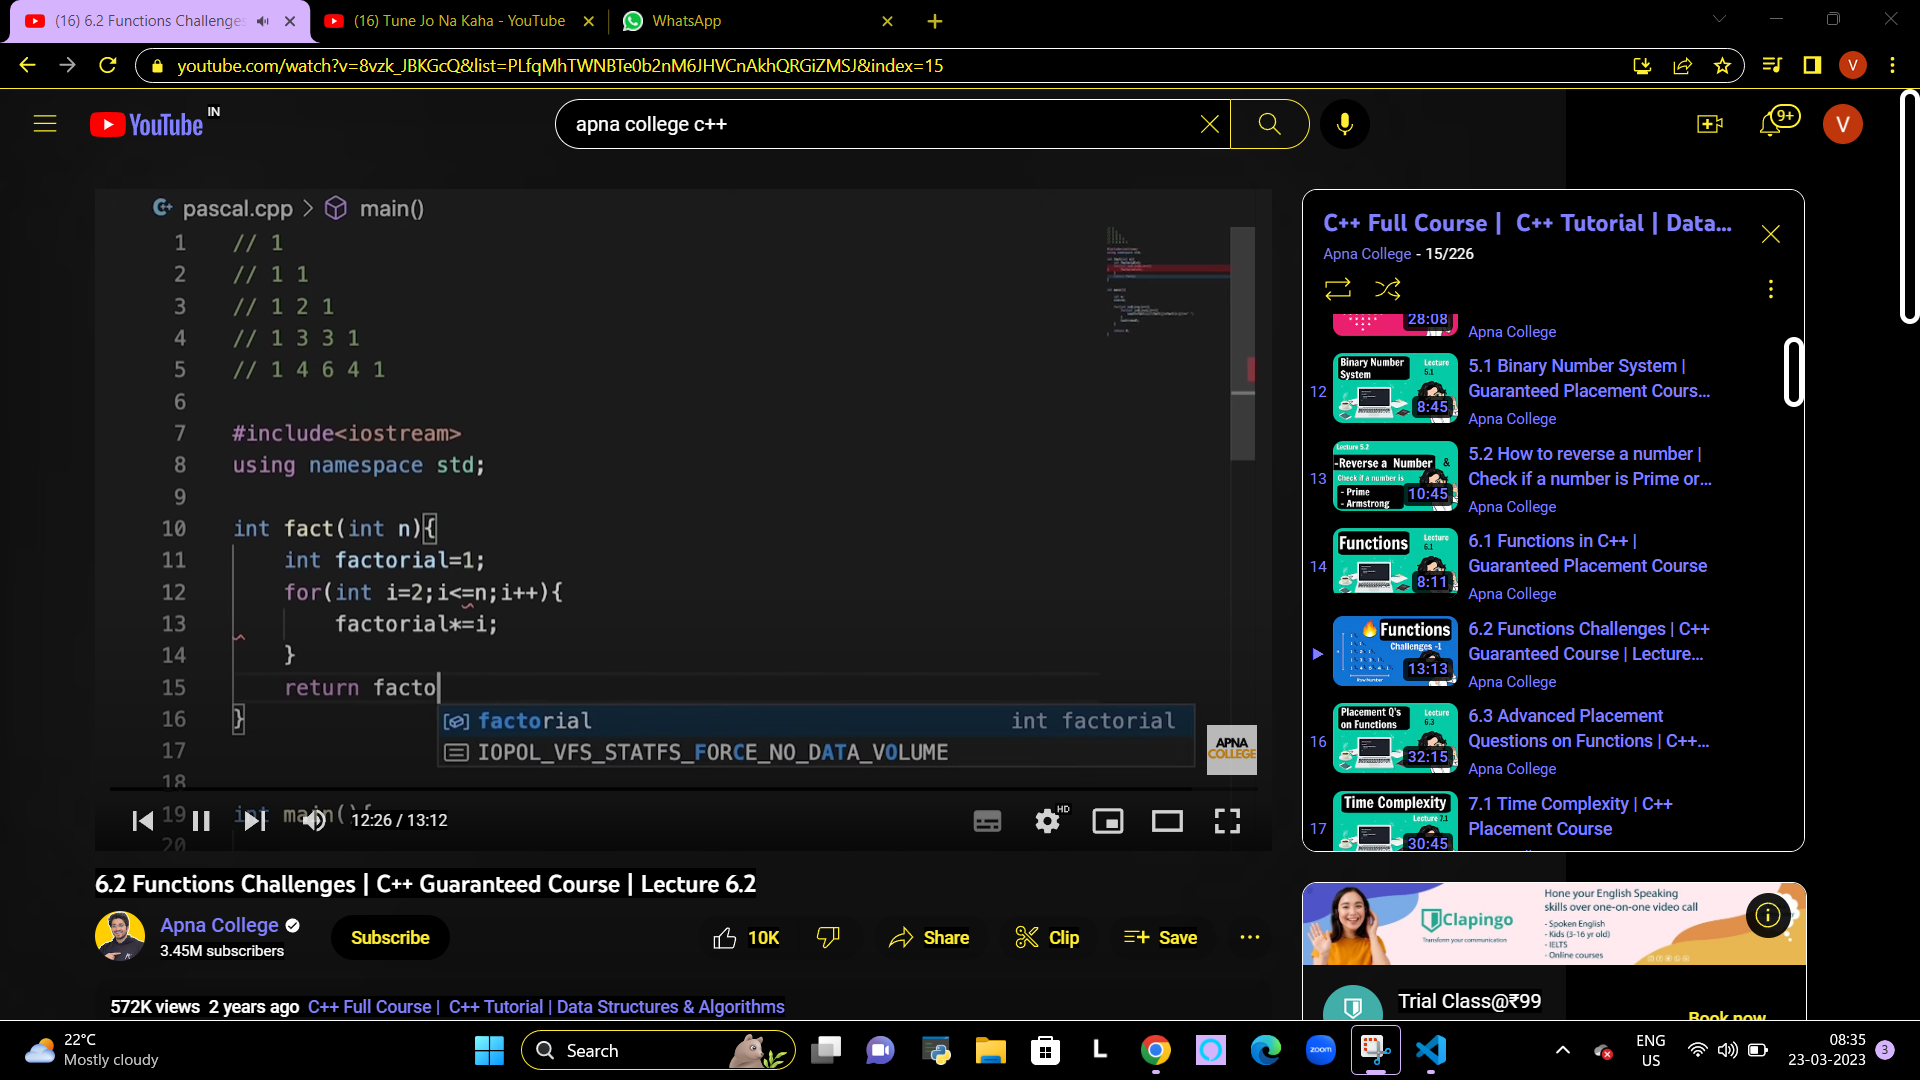 (16) 6.2 Functions Challenges
(16) Tune Jo Na Kaha - YouTube
WhatsApp
youtube.com/watch?v=8vzk_JBKGcQ&list=PLfqMhTWNBTe0b2nM6JHVCnAkhQRGiZMSJ&index=15
V
YouTube IN
apna college c++
9+
V
pascal.cpp > main()
1 // 1
2 // 1 1
3 // 1 2 1
4 // 1 3 3 1
5 // 1 4 6 4 1
6
7 #include<iostream>
8 using namespace std;
9
10 int fact(int n){
11 int factorial=1;
12 for(int i=2;i<=n;i++){
13 factorial*=i;
14 }
15 return facto
factorial int factorial
16 }
IOPOL_VFS_STATFS_FORCE_NO_DATA_VOLUME
17
18
19 int main(){
20
APNA
COLLEGE
12:26 / 13:12
HD
6.2 Functions Challenges | C++ Guaranteed Course | Lecture 6.2
Apna College
3.45M subscribers
Subscribe
10K
Share
Clip
Save
572K views 2 years ago C++ Full Course | C++ Tutorial | Data Structures & Algorithms
C++ Full Course | C++ Tutorial | Data...
Apna College - 15/226
28:08
Apna College
12
Binary Number
System
Lecture
5.1
8:45
5.1 Binary Number System |
Guaranteed Placement Cours...
Apna College
13
Lecture 5.2
-Reverse a Number &
Check if a number is
- Prime
- Armstrong
10:45
5.2 How to reverse a number |
Check if a number is Prime or...
Apna College
14
Functions
Lecture
6.1
8:11
6.1 Functions in C++ |
Guaranteed Placement Course
Apna College
Functions
Challenges -1
13:13
6.2 Functions Challenges | C++
Guaranteed Course | Lecture...
Apna College
16
Placement Q's
on Functions
Lecture
6.3
32:15
6.3 Advanced Placement
Questions on Functions | C++...
Apna College
17
Time Complexity
Lecture 7.1
30:45
7.1 Time Complexity | C++
Placement Course
Clapingo
Transform your communication
Hone your English Speaking
skills over one-on-one video call
- Spoken English
- Kids (3-16 yr old)
- IELTS
- Online courses
Trial Class@₹99
Book now
22°C
Mostly cloudy
Search
L
zoom
ENG
US
08:35
23-03-2023
3